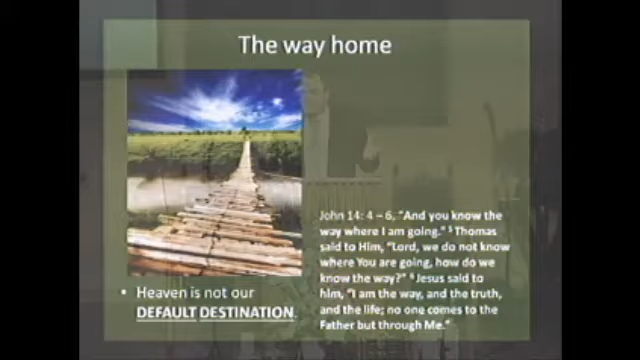 The way home
John 14: 4 – 6, "And you know the
way where I am going." ⁵ Thomas
said to Him, "Lord, we do not know
where You are going, how do we
know the way?" ⁶ Jesus said to
him, "I am the way, and the truth,
and the life; no one comes to the
Father but through Me."
• Heaven is not our
DEFAULT DESTINATION.